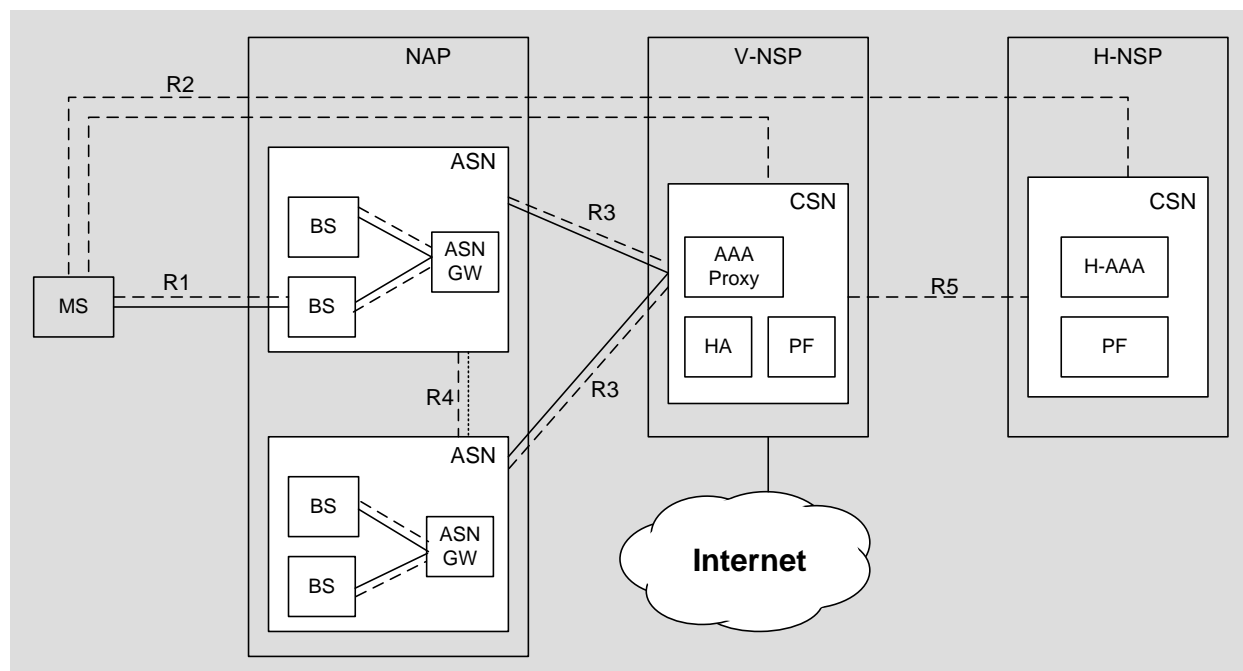 NAP
V-NSP
H-NSP
R2
ASN
R3
CSN
CSN
BS
ASN
GW
AAA
Proxy
H-AAA
MS
R1
BS
R5
HA
PF
PF
R4
R3
ASN
BS
ASN
GW
BS
Internet